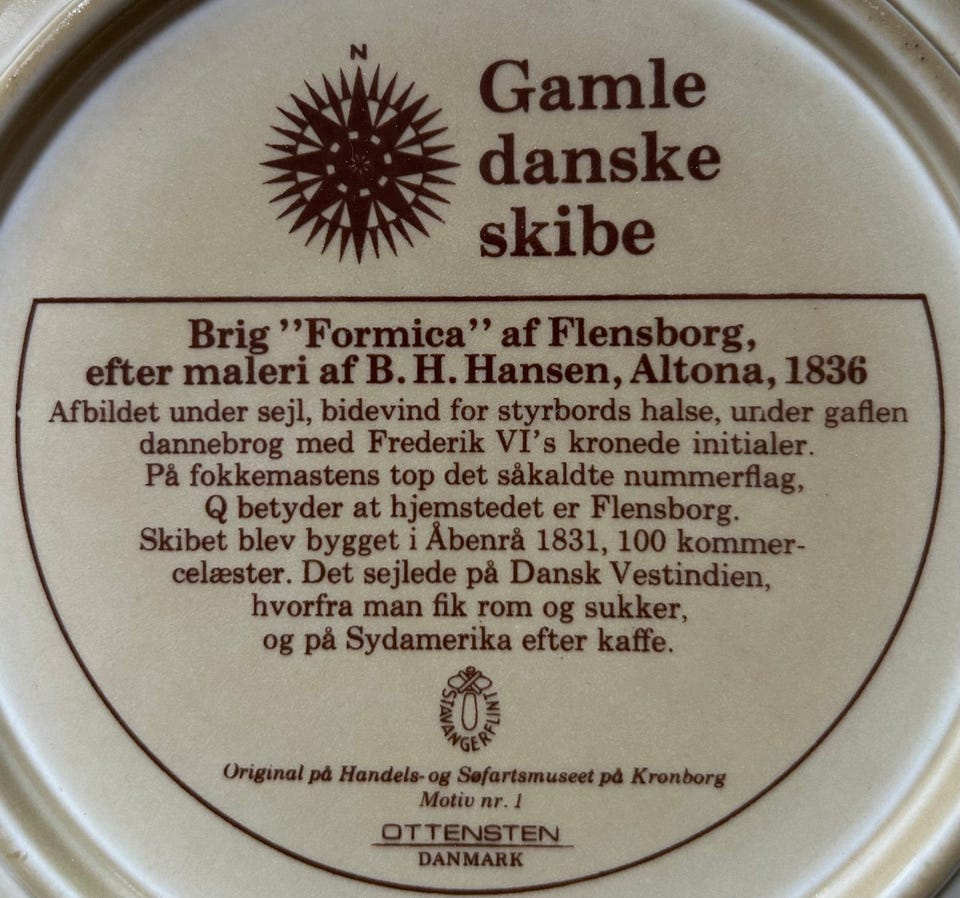 N
Gamle
danske
skibe
Brig ”Formica” af Flensborg,
efter maleri af B. H. Hansen, Altona, 1836
Afbildet under sejl, bidevind for styrbords halse, under gaflen
dannebrog med Frederik VI's kronede initialer.
På fokkemastens top det såkaldte nummerflag,
Q betyder at hjemstedet er Flensborg.
Skibet blev bygget i Åbenrå 1831, 100 kommer-
celæster. Det sejlede på Dansk Vestindien,
hvorfra man fik rom og sukker,
og på Sydamerika efter kaffe.
STAVANGERFLINT
Original på Handels- og Søfartsmuseet på Kronborg
Motiv nr. 1
OTTENSTEN
DANMARK